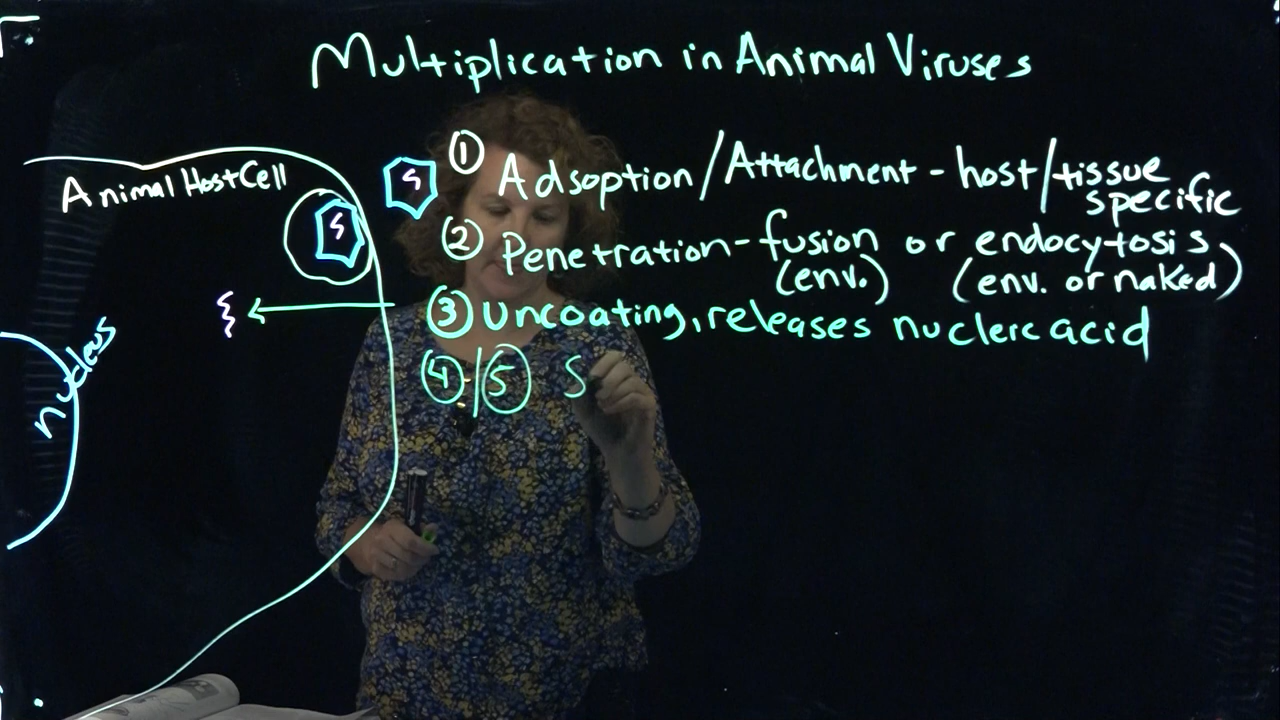 Multiplication in Animal Viruses
Animal Host Cell
① Adsoption/Attachment - host/tissue
specific
② Penetration - fusion or endocytosis
(env.) (env. or naked)
③ uncoating, releases nucleic acid
④/⑤ S
nucleus